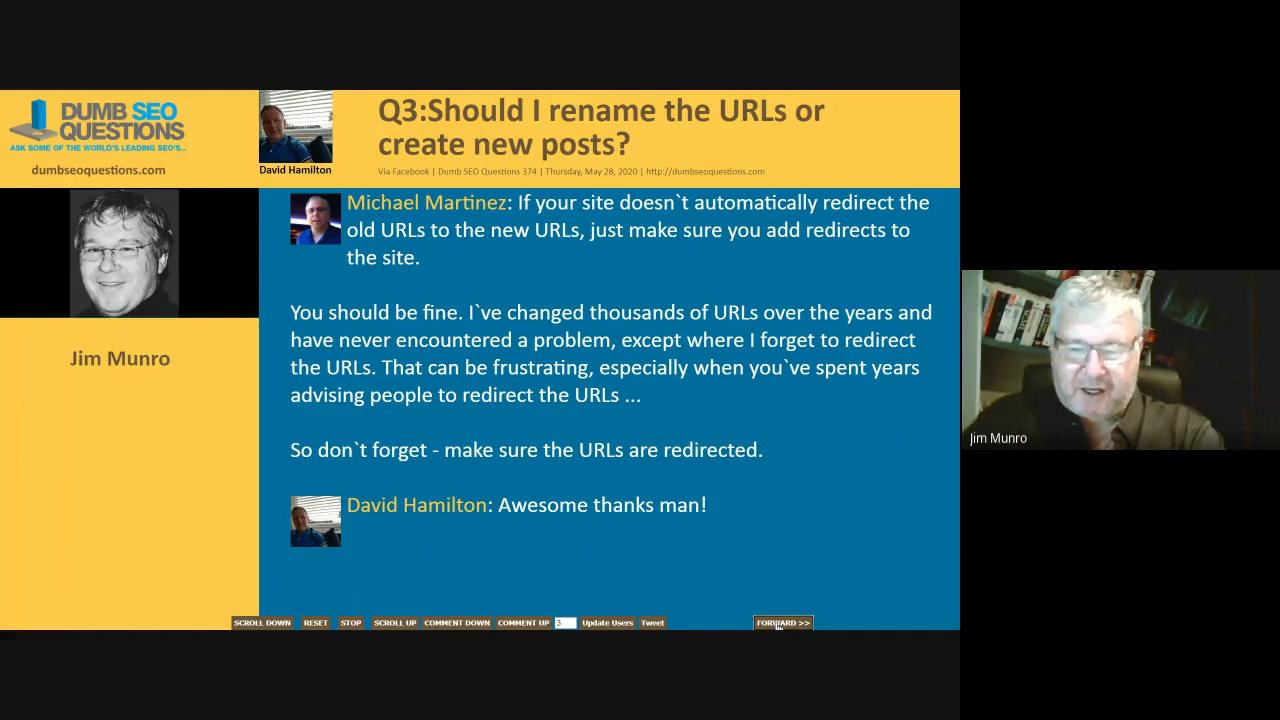 DUMB SEO
QUESTIONS
ASK SOME OF THE WORLD'S LEADING SEO'S...
dumbseoquestions.com
David Hamilton
Q3:Should I rename the URLs or
create new posts?
Via Facebook | Dumb SEO Questions 374 | Thursday, May 28, 2020 | http://dumbseoquestions.com
Jim Munro
Michael Martinez: If your site doesn`t automatically redirect the
old URLs to the new URLs, just make sure you add redirects to
the site.
You should be fine. I`ve changed thousands of URLs over the years and
have never encountered a problem, except where I forget to redirect
the URLs. That can be frustrating, especially when you`ve spent years
advising people to redirect the URLs ...
So don`t forget - make sure the URLs are redirected.
David Hamilton: Awesome thanks man!
SCROLL DOWN RESET STOP SCROLL UP COMMENT DOWN COMMENT UP 3 Update Users Tweet FORWARD >>
Jim Munro